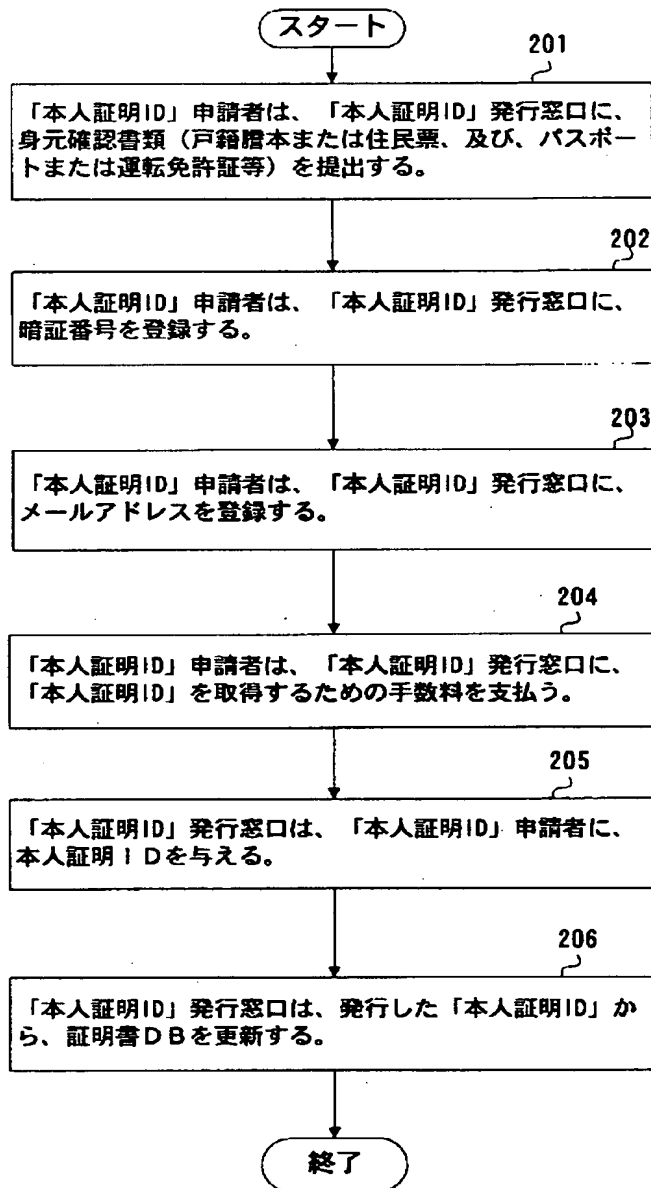 スタート
201
「本人証明ID」申請者は、「本人証明ID」発行窓口に、
身元確認書類（戸籍謄本または住民票、及び、パスポー
トまたは運転免許証等）を提出する。
202
「本人証明ID」申請者は、「本人証明ID」発行窓口に、
暗証番号を登録する。
203
「本人証明ID」申請者は、「本人証明ID」発行窓口に、
メールアドレスを登録する。
204
「本人証明ID」申請者は、「本人証明ID」発行窓口に、
「本人証明ID」を取得するための手数料を支払う。
205
「本人証明ID」発行窓口は、「本人証明ID」申請者に、
本人証明IDを与える。
206
「本人証明ID」発行窓口は、発行した「本人証明ID」か
ら、証明書DBを更新する。
終了